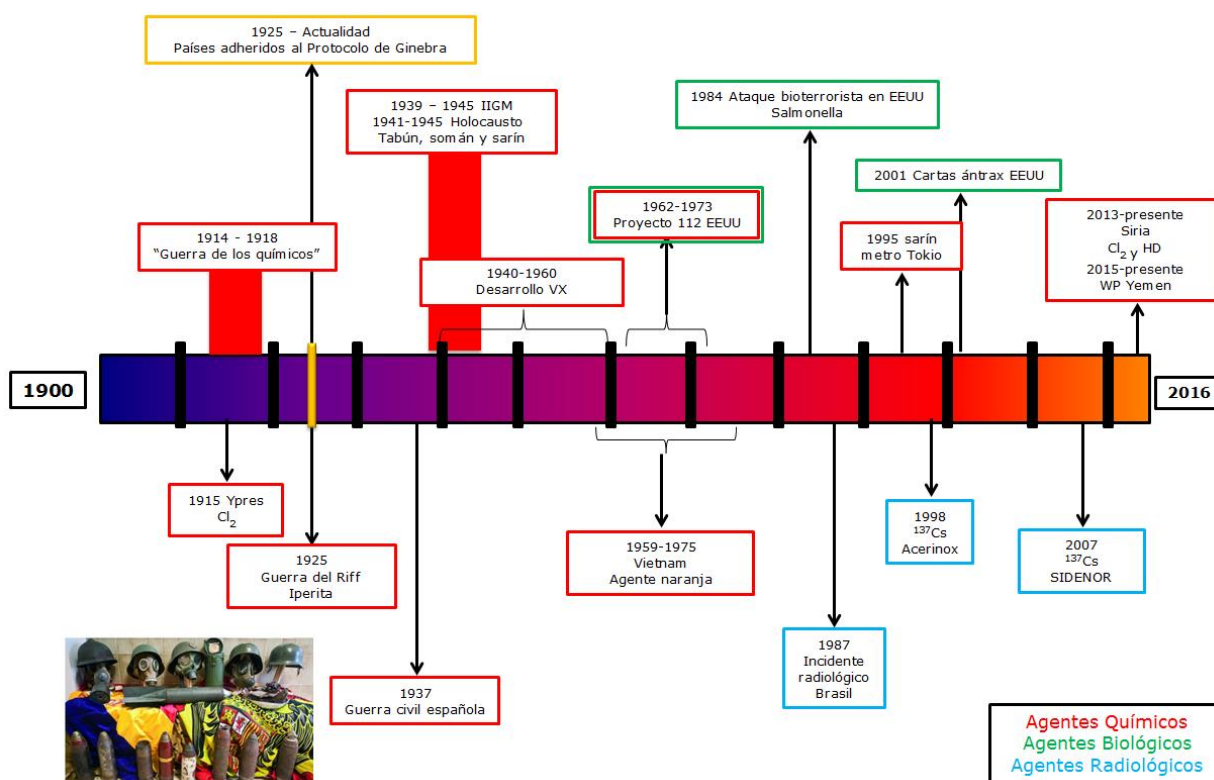 1925 – Actualidad
Países adheridos al Protocolo de Ginebra
1939 – 1945 IIGM
1941-1945 Holocausto
Tabún, somán y sarín
1984 Ataque bioterrorista en EEUU
Salmonella
2001 Cartas ántrax EEUU
1962-1973
Proyecto 112 EEUU
1914 - 1918
“Guerra de los químicos”
1995 sarín
metro Tokio
2013-presente
Siria
Cl₂ y HD
2015-presente
WP Yemen
1940-1960
Desarrollo VX
1900
2016
1915 Ypres
Cl₂
1925
Guerra del Riff
Iperita
1937
Guerra civil española
1959-1975
Vietnam
Agente naranja
1987
Incidente
radiológico
Brasil
1998
¹³⁷Cs
Acerinox
2007
¹³⁷Cs
SIDENOR
Agentes Químicos
Agentes Biológicos
Agentes Radiológicos